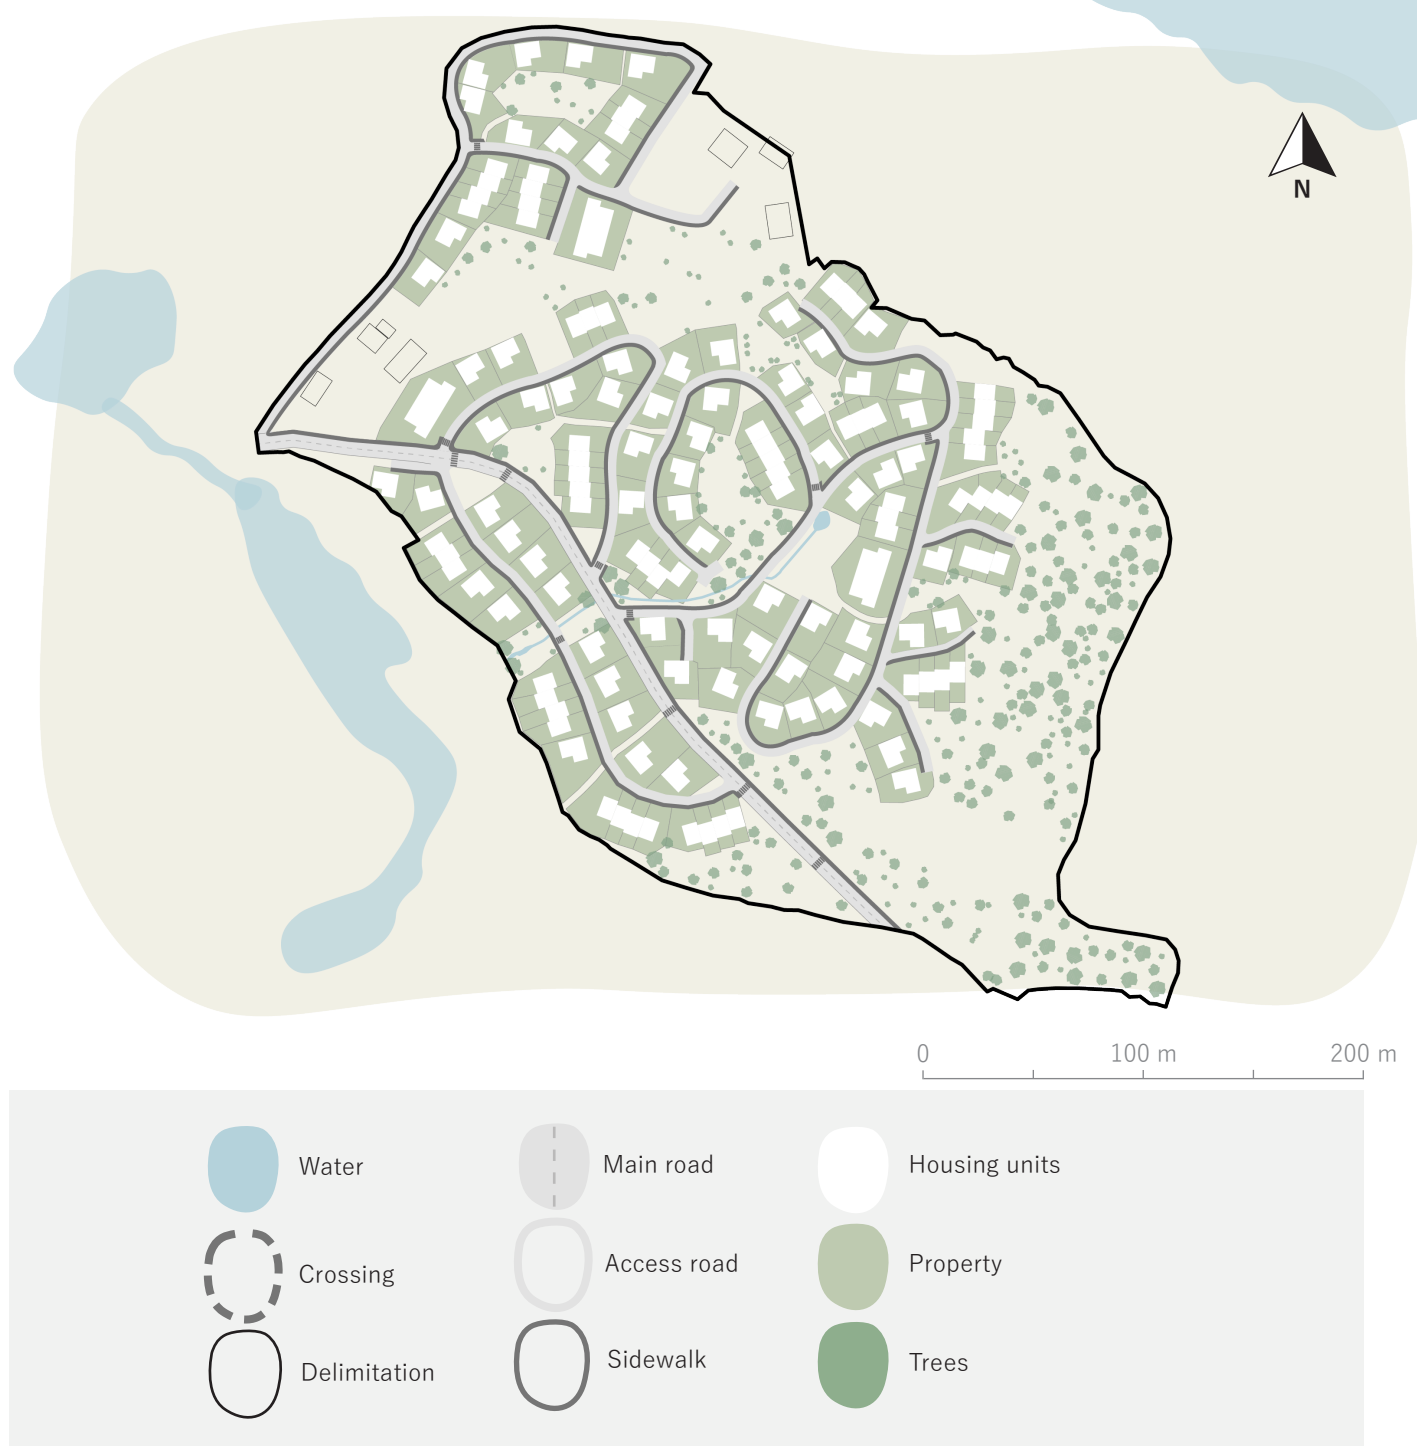 N
0 100 m 200 m
Water
Main road
Housing units
Crossing
Access road
Property
Delimitation
Sidewalk
Trees